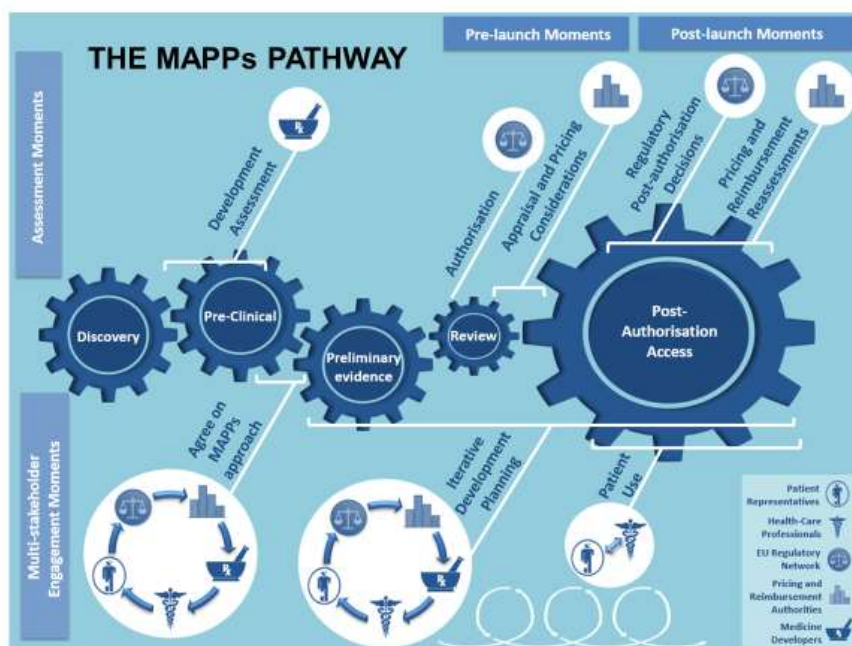 THE MAPPs PATHWAY
Pre-launch Moments
Post-launch Moments
Assessment Moments
Development
Assessment
Authorisation
Appraisal and Pricing
Considerations
Regulatory
Post-authorisation
Decisions
Pricing and
Reimbursement
Reassessments
Discovery
Pre-Clinical
Preliminary
evidence
Review
Post-
Authorisation
Access
Multi-stakeholder
Engagement Moments
Agree on
MAPPs
approach
Iterative
Development
Planning
Patient
Use
Patient
Representatives
Health-Care
Professionals
EU Regulatory
Network
Pricing and
Reimbursement
Authorities
Medicine
Developers